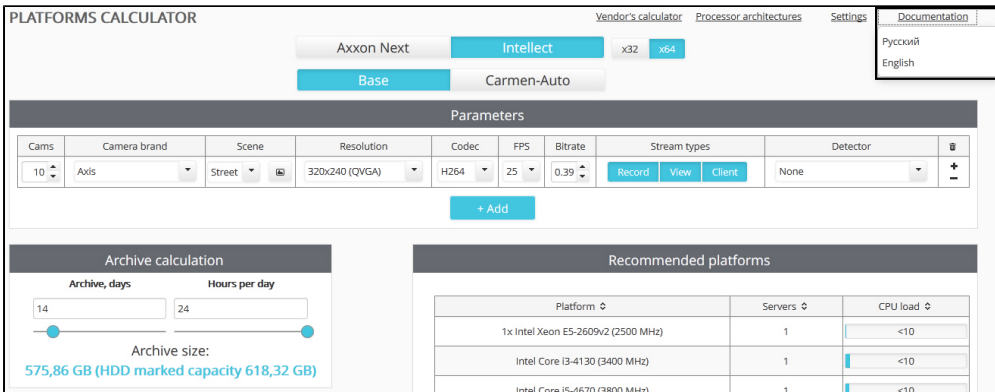 PLATFORMS CALCULATOR
Vendor's calculator Processor architectures Settings Documentation
Русский
English
Axxon Next Intellect x32 x64
Base Carmen-Auto
Parameters
Cams Camera brand Scene Resolution Codec FPS Bitrate Stream types Detector
10 Axis Street 320x240 (QVGA) H264 25 0.39 Record View Client None
+ Add
Archive calculation
Archive, days Hours per day
14 24
Archive size:
575,86 GB (HDD marked capacity 618,32 GB)
Recommended platforms
Platform Servers CPU load
1x Intel Xeon E5-2609v2 (2500 MHz) 1 <10
Intel Core i3-4130 (3400 MHz) 1 <10
Intel Core i5-4670 (3800 MHz) 1 <10